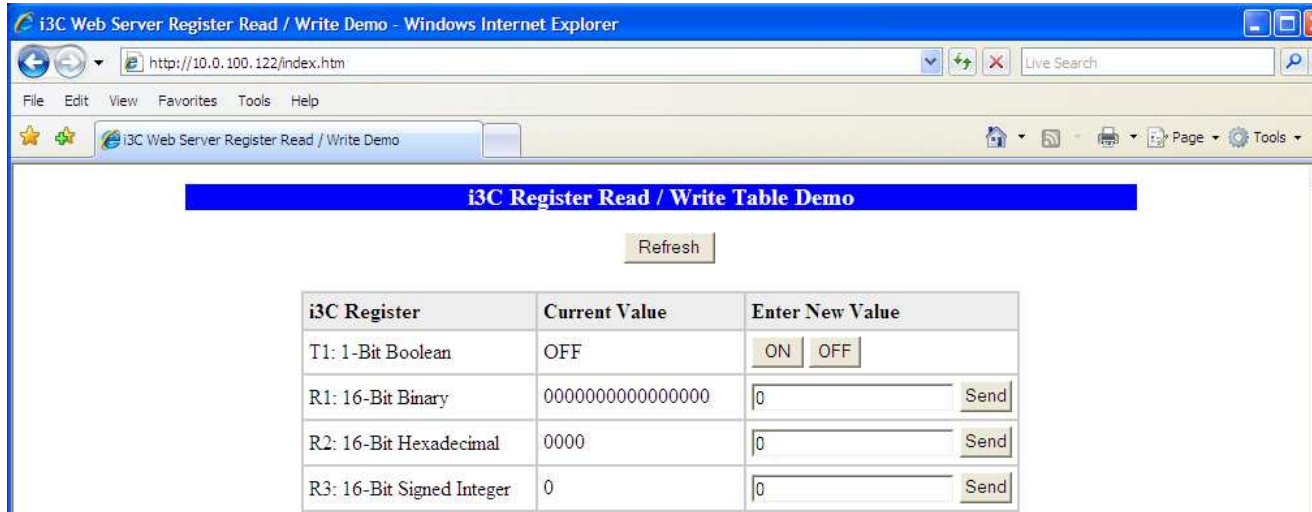 i3C Web Server Register Read / Write Demo - Windows Internet Explorer
http://10.0.100.122/index.htm Live Search
File Edit View Favorites Tools Help
i3C Web Server Register Read / Write Demo Page Tools
i3C Register Read / Write Table Demo
Refresh
i3C Register Current Value Enter New Value
T1: 1-Bit Boolean OFF ON OFF
R1: 16-Bit Binary 0000000000000000 0 Send
R2: 16-Bit Hexadecimal 0000 0 Send
R3: 16-Bit Signed Integer 0 0 Send